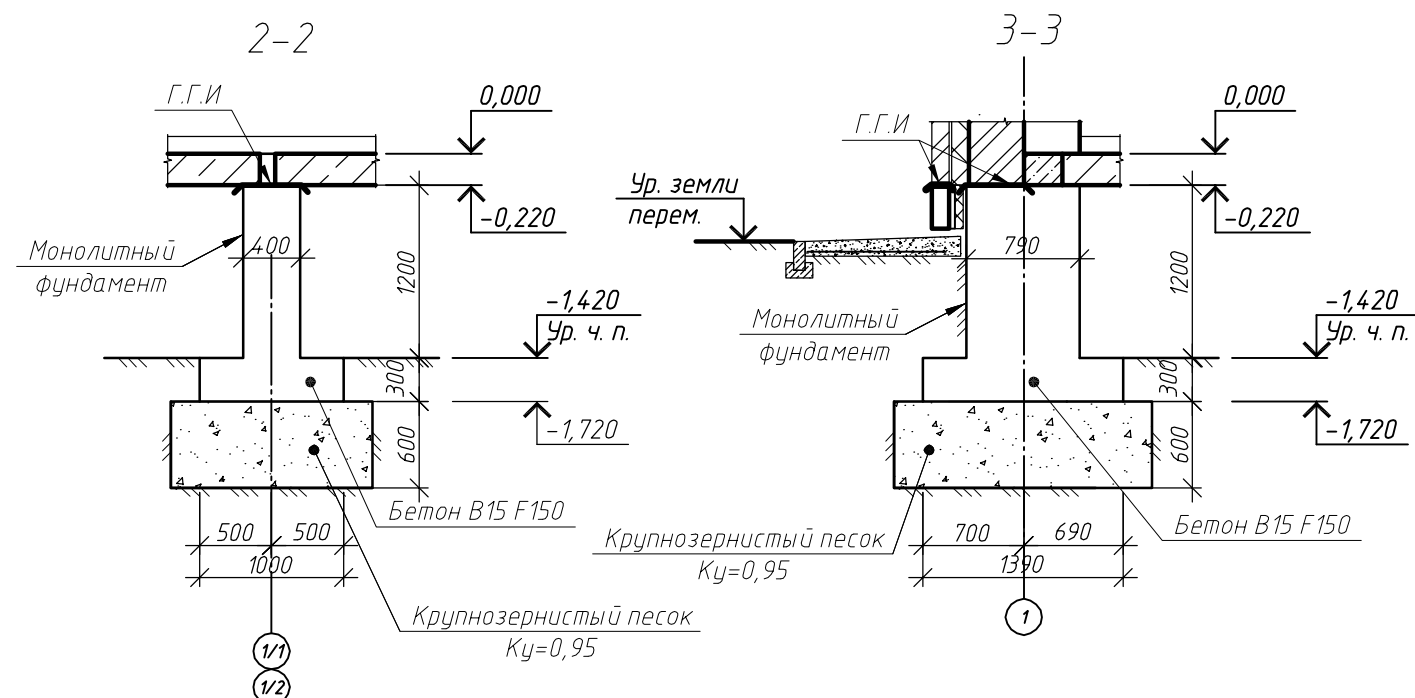 2-2
Г.Г.И
0,000
-0,220
Монолитный
фундамент
400
1200
-1,420
Ур. ч. п.
300
-1,720
600
Бетон В15 F150
500 500
1000
Крупнозернистый песок
Ку=0,95
1/1
1/2
3-3
Г.Г.И
0,000
Ур. земли
перем.
-0,220
790
1200
Монолитный
фундамент
-1,420
Ур. ч. п.
300
-1,720
600
Бетон В15 F150
700 690
1390
Крупнозернистый песок
Ку=0,95
1